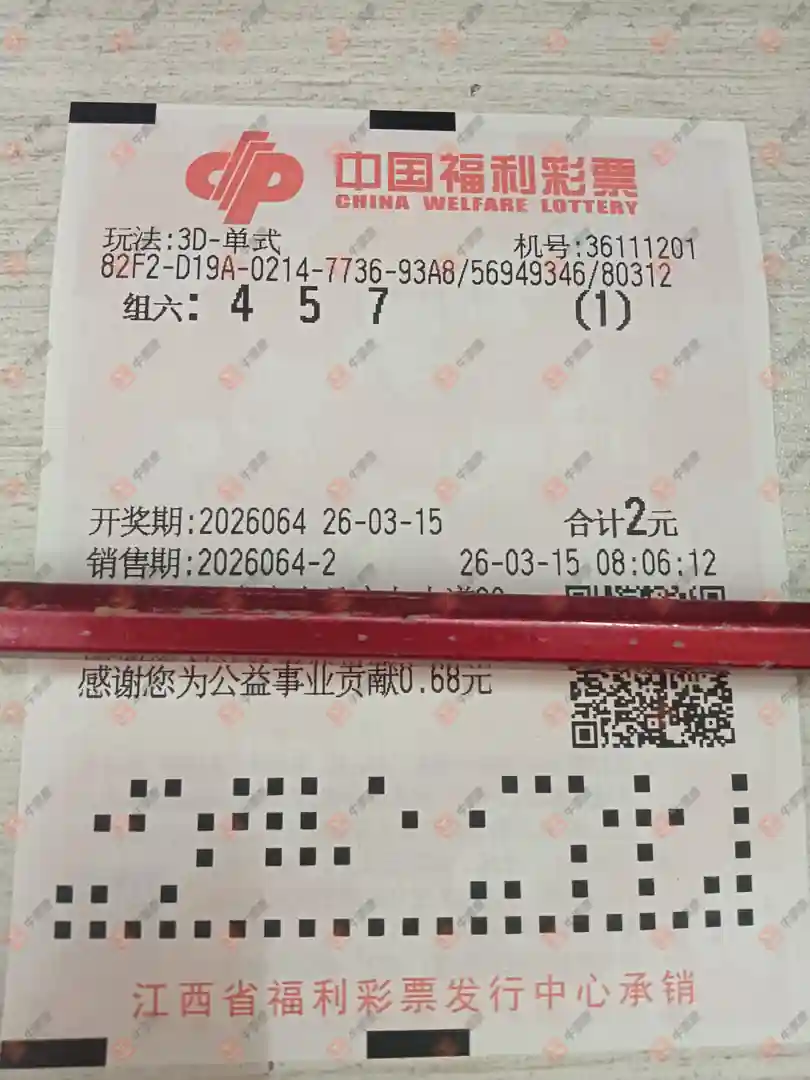 中国福利彩票
CHINA WELFARE LOTTERY
玩法:3D-单式 机号:36111201
82F2-D19A-0214-7736-93A8/56949346/80312
组六: 4 5 7 (1)
开奖期:2026064 26-03-15 合计2元
销售期:2026064-2 26-03-15 08:06:12
感谢您为公益事业贡献0.68元
江西省福利彩票发行中心承销